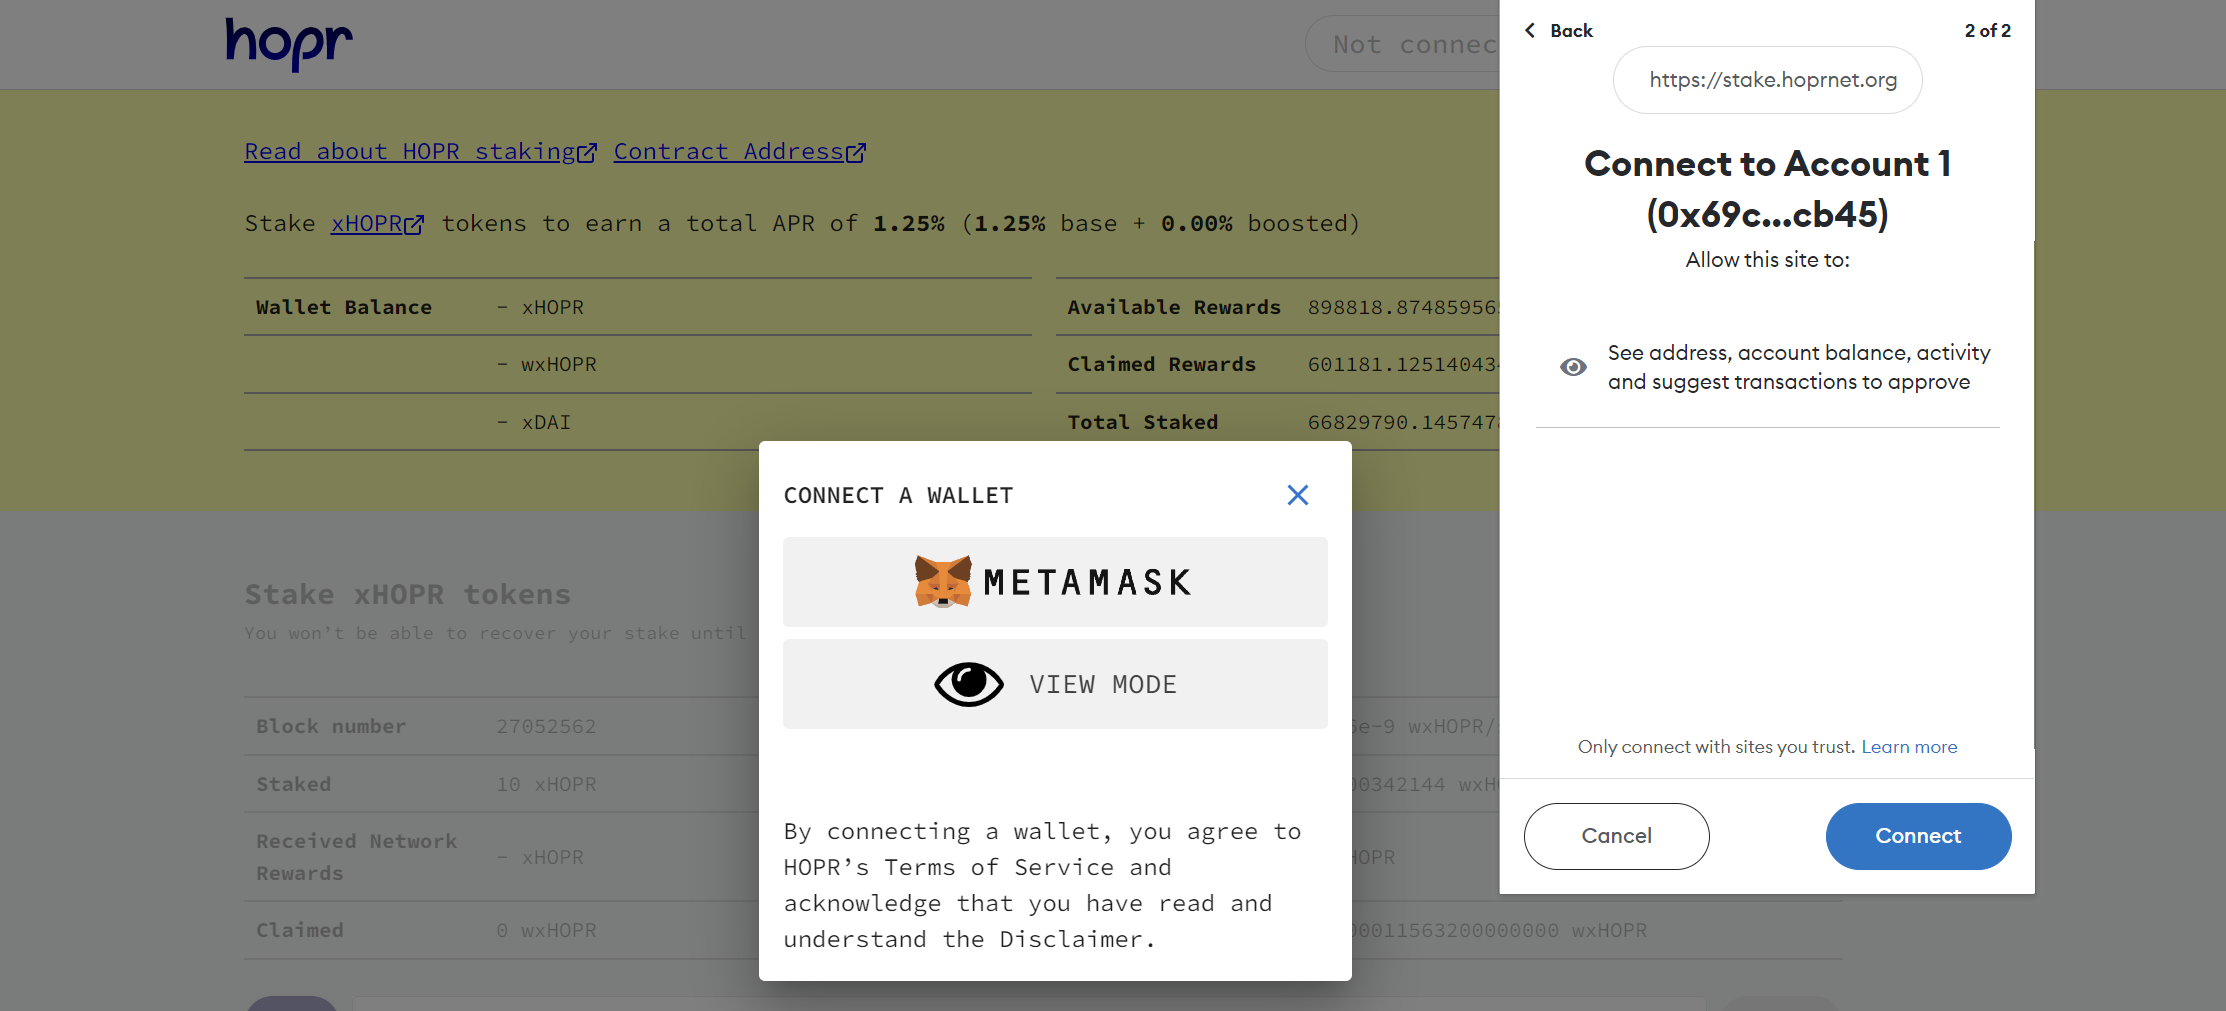 hopr
Not connec
Read about HOPR staking Contract Address
Stake xHOPR tokens to earn a total APR of 1.25% (1.25% base + 0.00% boosted)
Wallet Balance - xHOPR
- wxHOPR
- xDAI
Available Rewards 898818.87485956
Claimed Rewards 601181.12514043
Total Staked 66829790.145747
Stake xHOPR tokens
You won’t be able to recover your stake until
Block number 27052562
Staked 10 xHOPR
Received Network
Rewards
- xHOPR
Claimed 0 wxHOPR
e-9 wxHOPR/
00342144 wxH
HOPR
00011563200000000 wxHOPR
CONNECT A WALLET
METAMASK
VIEW MODE
By connecting a wallet, you agree to
HOPR’s Terms of Service and
acknowledge that you have read and
understand the Disclaimer.
Back
2 of 2
https://stake.hoprnet.org
Connect to Account 1
(0x69c...cb45)
Allow this site to:
See address, account balance, activity
and suggest transactions to approve
Only connect with sites you trust. Learn more
Cancel
Connect